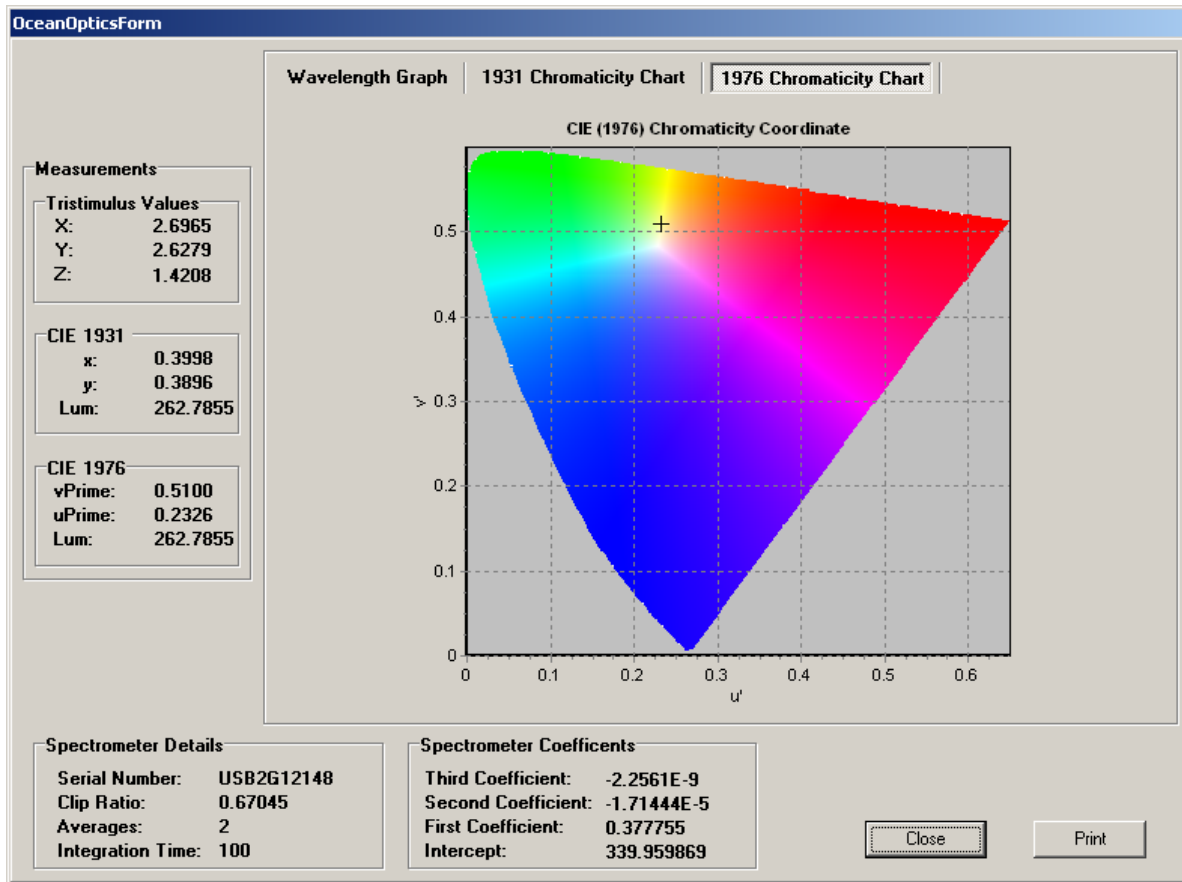 OceanOpticsForm
Wavelength Graph 1931 Chromaticity Chart 1976 Chromaticity Chart
Measurements
Tristimulus Values
X: 2.6965
Y: 2.6279
Z: 1.4208
CIE 1931
x: 0.3998
y: 0.3896
Lum: 262.7855
CIE 1976
vPrime: 0.5100
uPrime: 0.2326
Lum: 262.7855
CIE (1976) Chromaticity Coordinate
0.5
0.4
0.3
0.2
0.1
0
v'
0 0.1 0.2 0.3 0.4 0.5 0.6
u'
Spectrometer Details
Serial Number: USB2G12148
Clip Ratio: 0.67045
Averages: 2
Integration Time: 100
Spectrometer Coefficents
Third Coefficient: -2.2561E-9
Second Coefficient: -1.71444E-5
First Coefficient: 0.377755
Intercept: 339.959869
Close
Print